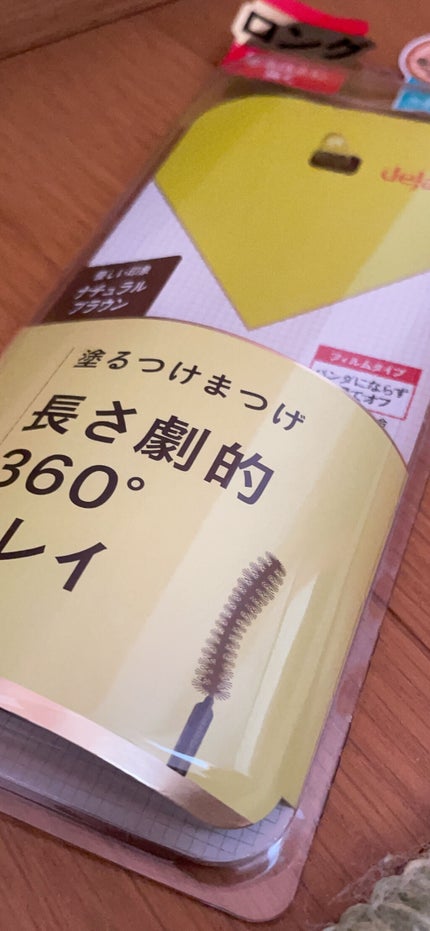 ロング
deja
優しい印象
ナチュラル
ブラウン
フィルムタイプ
パンダにならず
でオフ
塗るつけまつげ
長さ劇的
360°
レイ